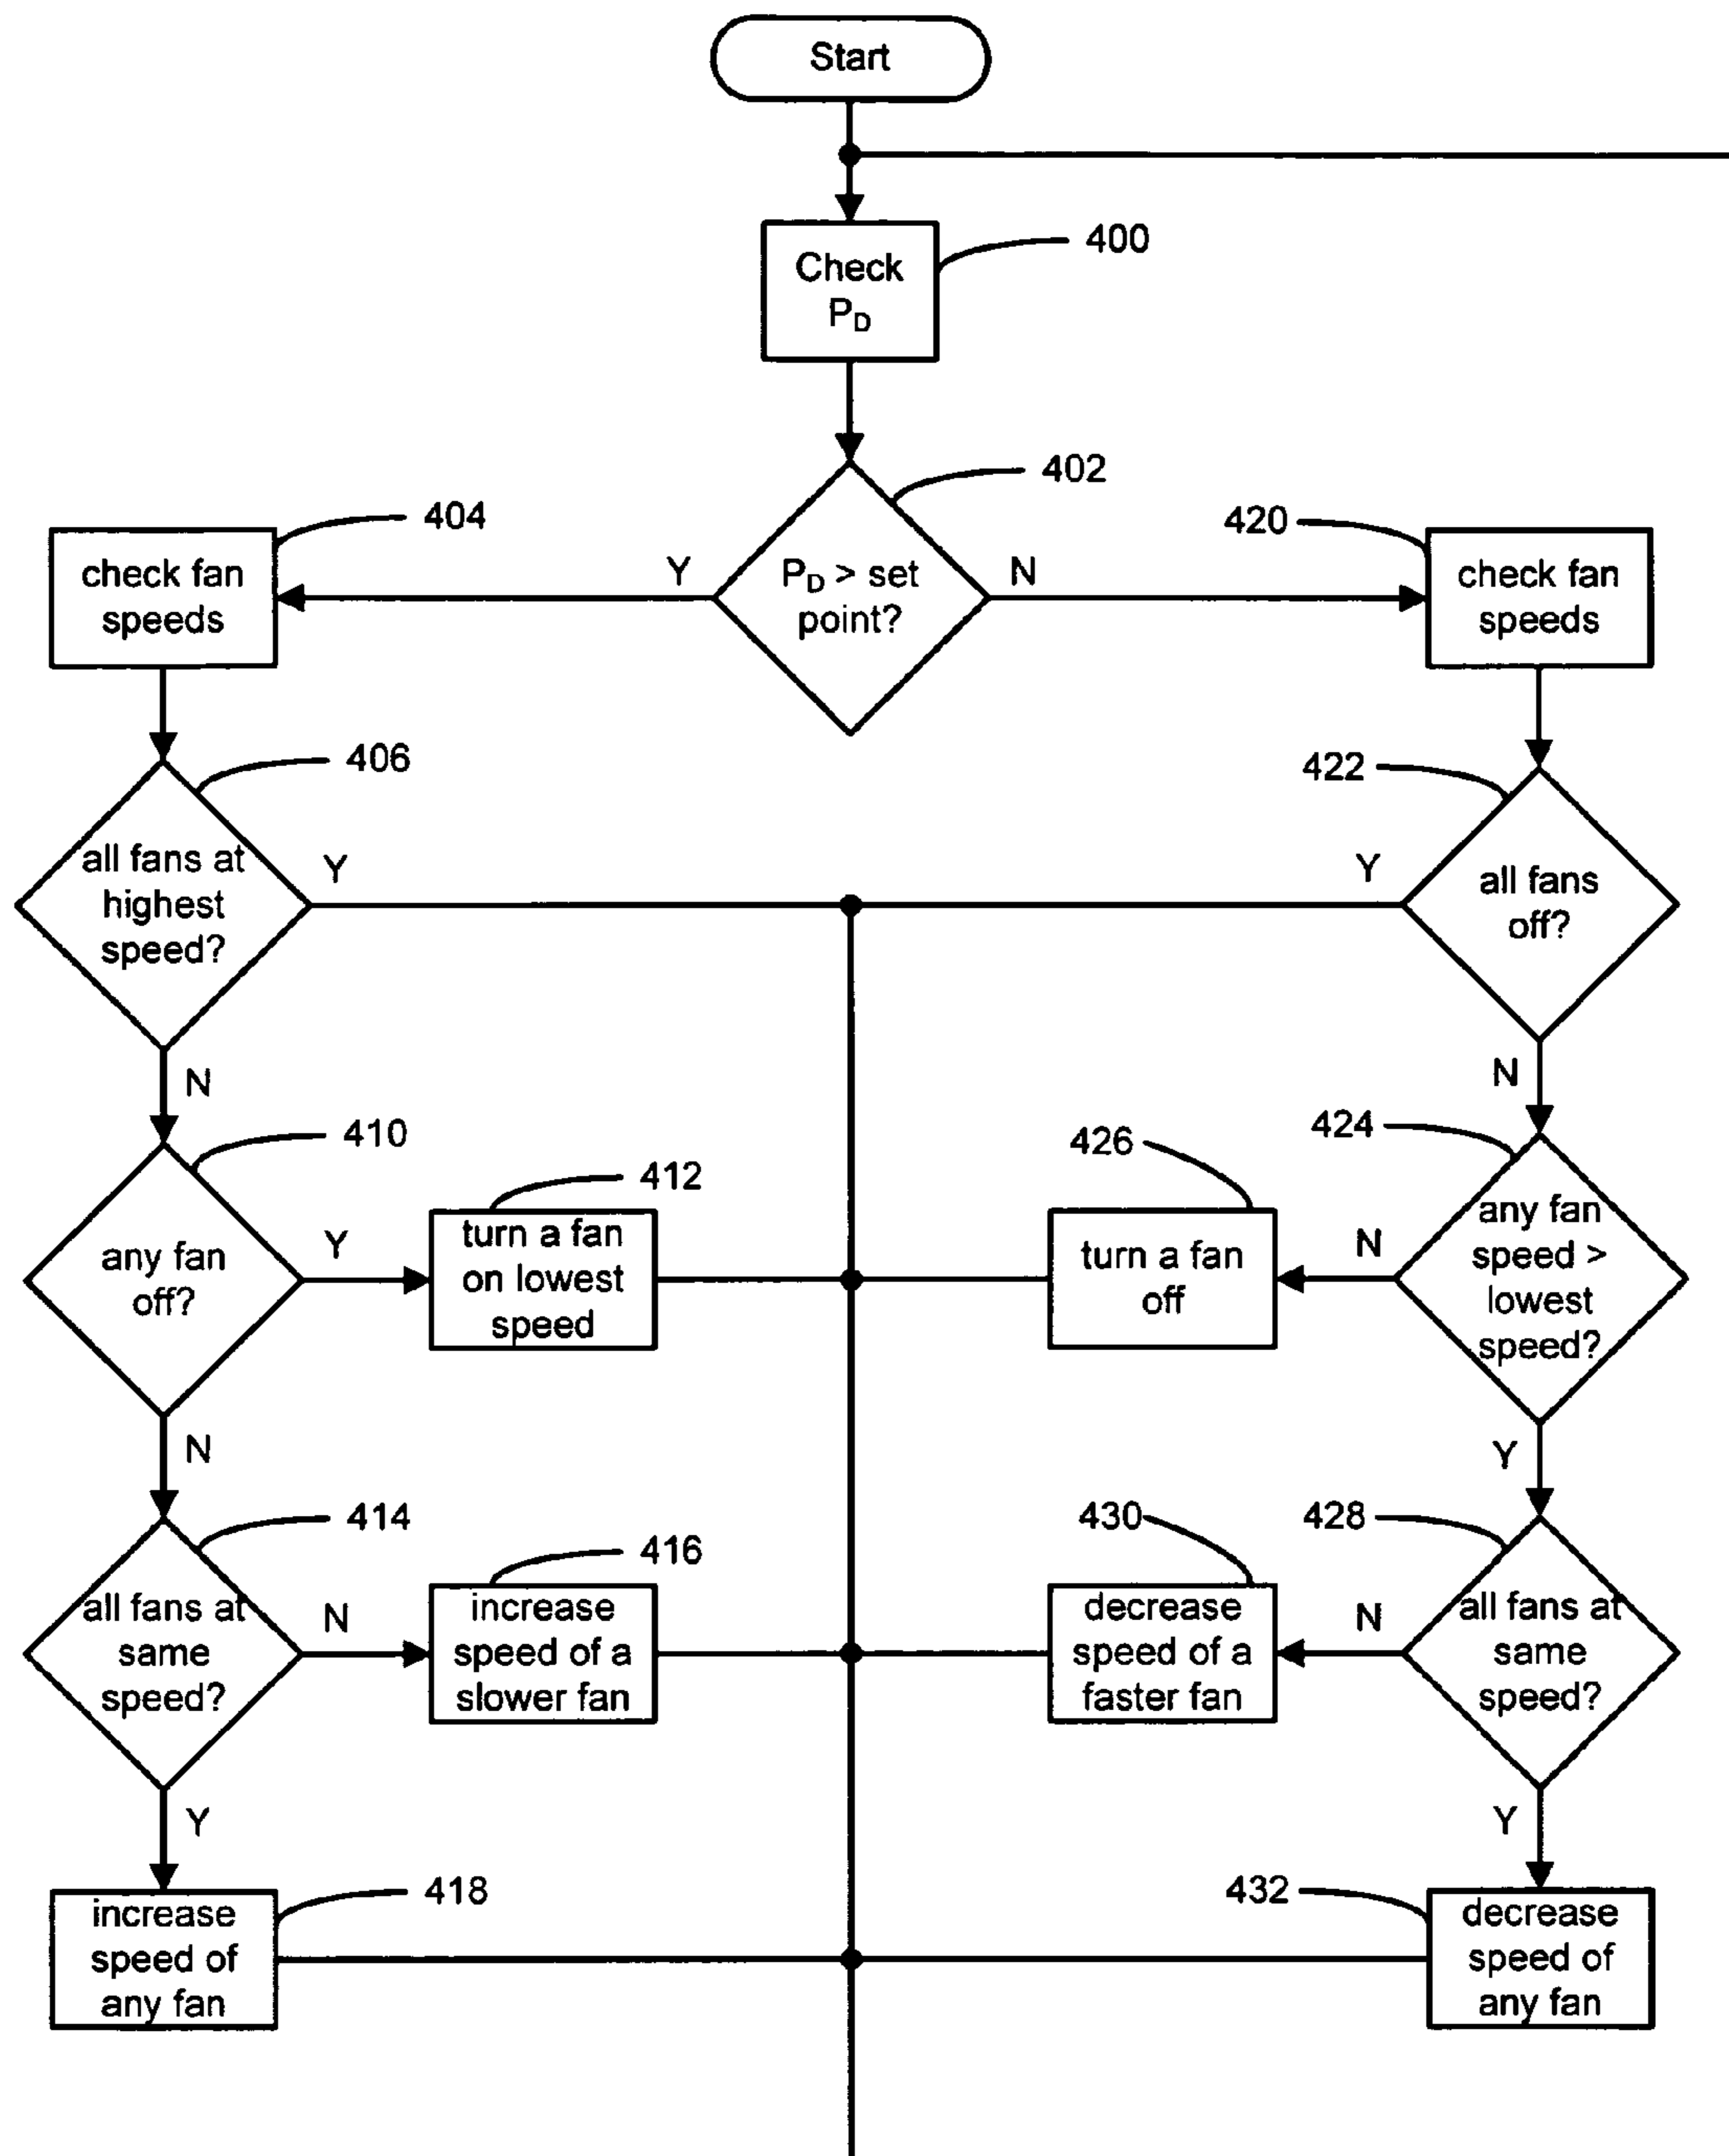 Start
400
Check
P_D
402
404
420
check fan
speeds
Y
P_D > set
point?
N
check fan
speeds
406
422
all fans at
highest
speed?
Y
Y
all fans
off?
N
N
410
424
412
426
any fan
off?
Y
turn a fan
on lowest
speed
turn a fan
off
N
any fan
speed >
lowest
speed?
N
Y
414
428
416
430
all fans at
same
speed?
N
increase
speed of a
slower fan
decrease
speed of a
faster fan
N
all fans at
same
speed?
Y
Y
418
432
increase
speed of
any fan
decrease
speed of
any fan